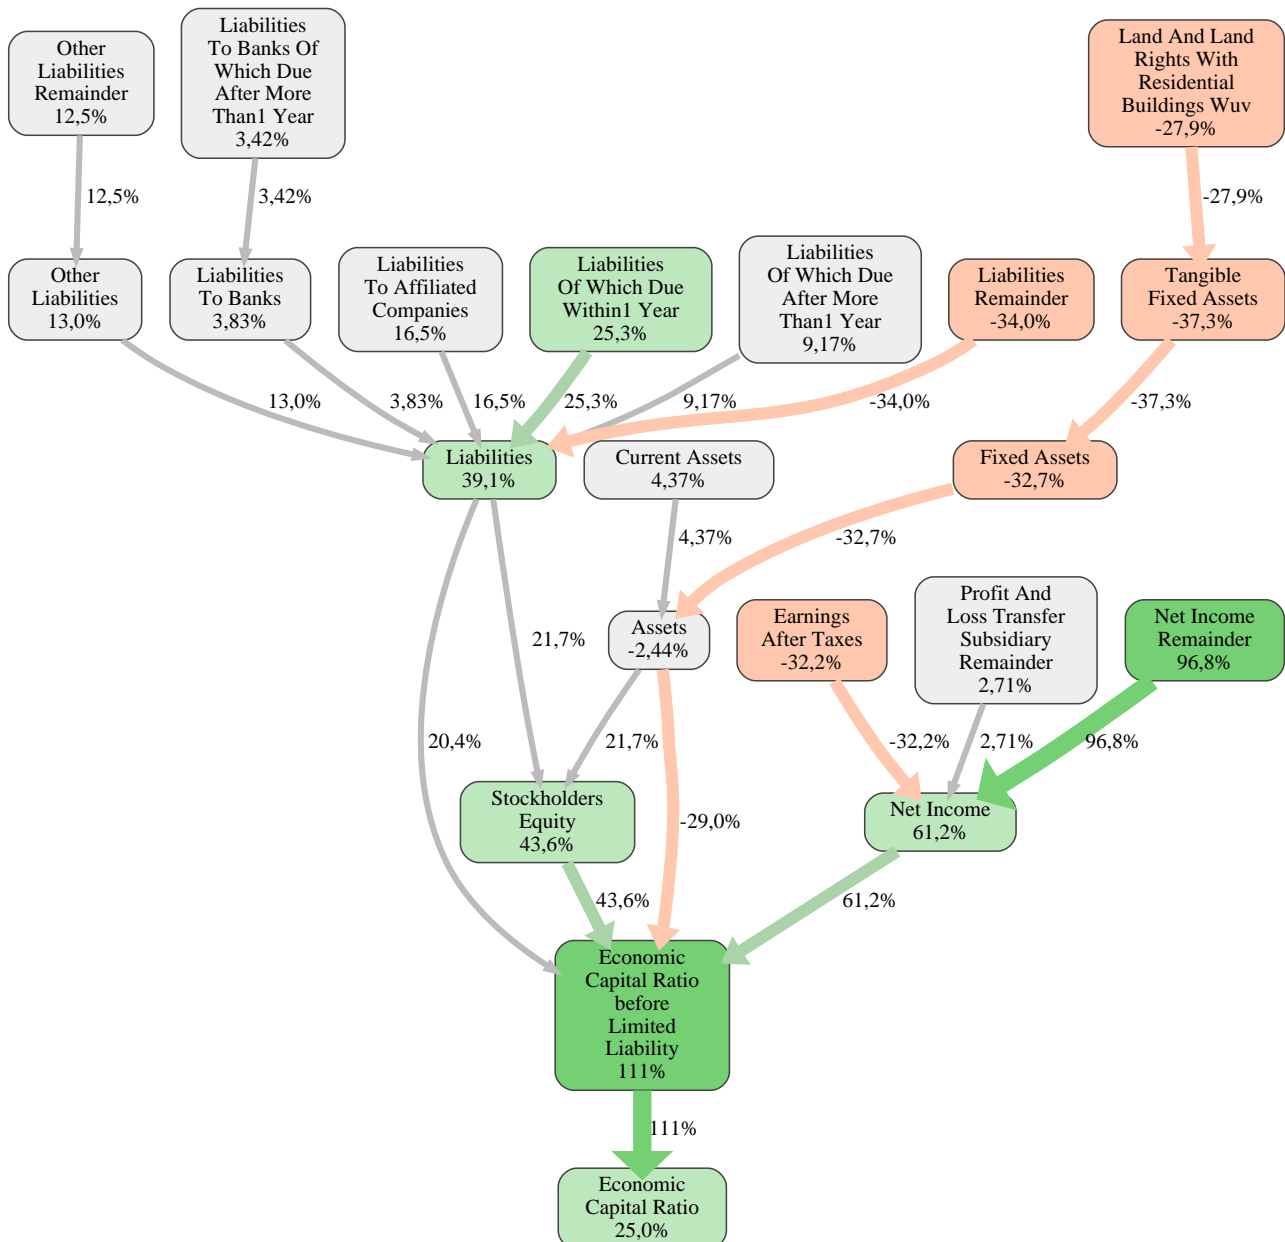 Other
Liabilities
Remainder
12,5%
Liabilities
To Banks Of
Which Due
After More
Than1 Year
3,42%
Land And Land
Rights With
Residential
Buildings Wuv
-27,9%
12,5%
3,42%
-27,9%
Other
Liabilities
13,0%
Liabilities
To Banks
3,83%
Liabilities
To Affiliated
Companies
16,5%
Liabilities
Of Which Due
Within1 Year
25,3%
Liabilities
Of Which Due
After More
Than1 Year
9,17%
Liabilities
Remainder
-34,0%
Tangible
Fixed Assets
-37,3%
13,0%
3,83%
16,5%
25,3%
9,17%
-34,0%
-37,3%
Liabilities
39,1%
Current Assets
4,37%
Fixed Assets
-32,7%
4,37%
-32,7%
21,7%
Assets
-2,44%
Earnings
After Taxes
-32,2%
Profit And
Loss Transfer
Subsidiary
Remainder
2,71%
Net Income
Remainder
96,8%
20,4%
21,7%
-32,2%
2,71%
96,8%
Stockholders
Equity
43,6%
-29,0%
Net Income
61,2%
43,6%
61,2%
Economic
Capital Ratio
before
Limited
Liability
111%
111%
Economic
Capital Ratio
25,0%